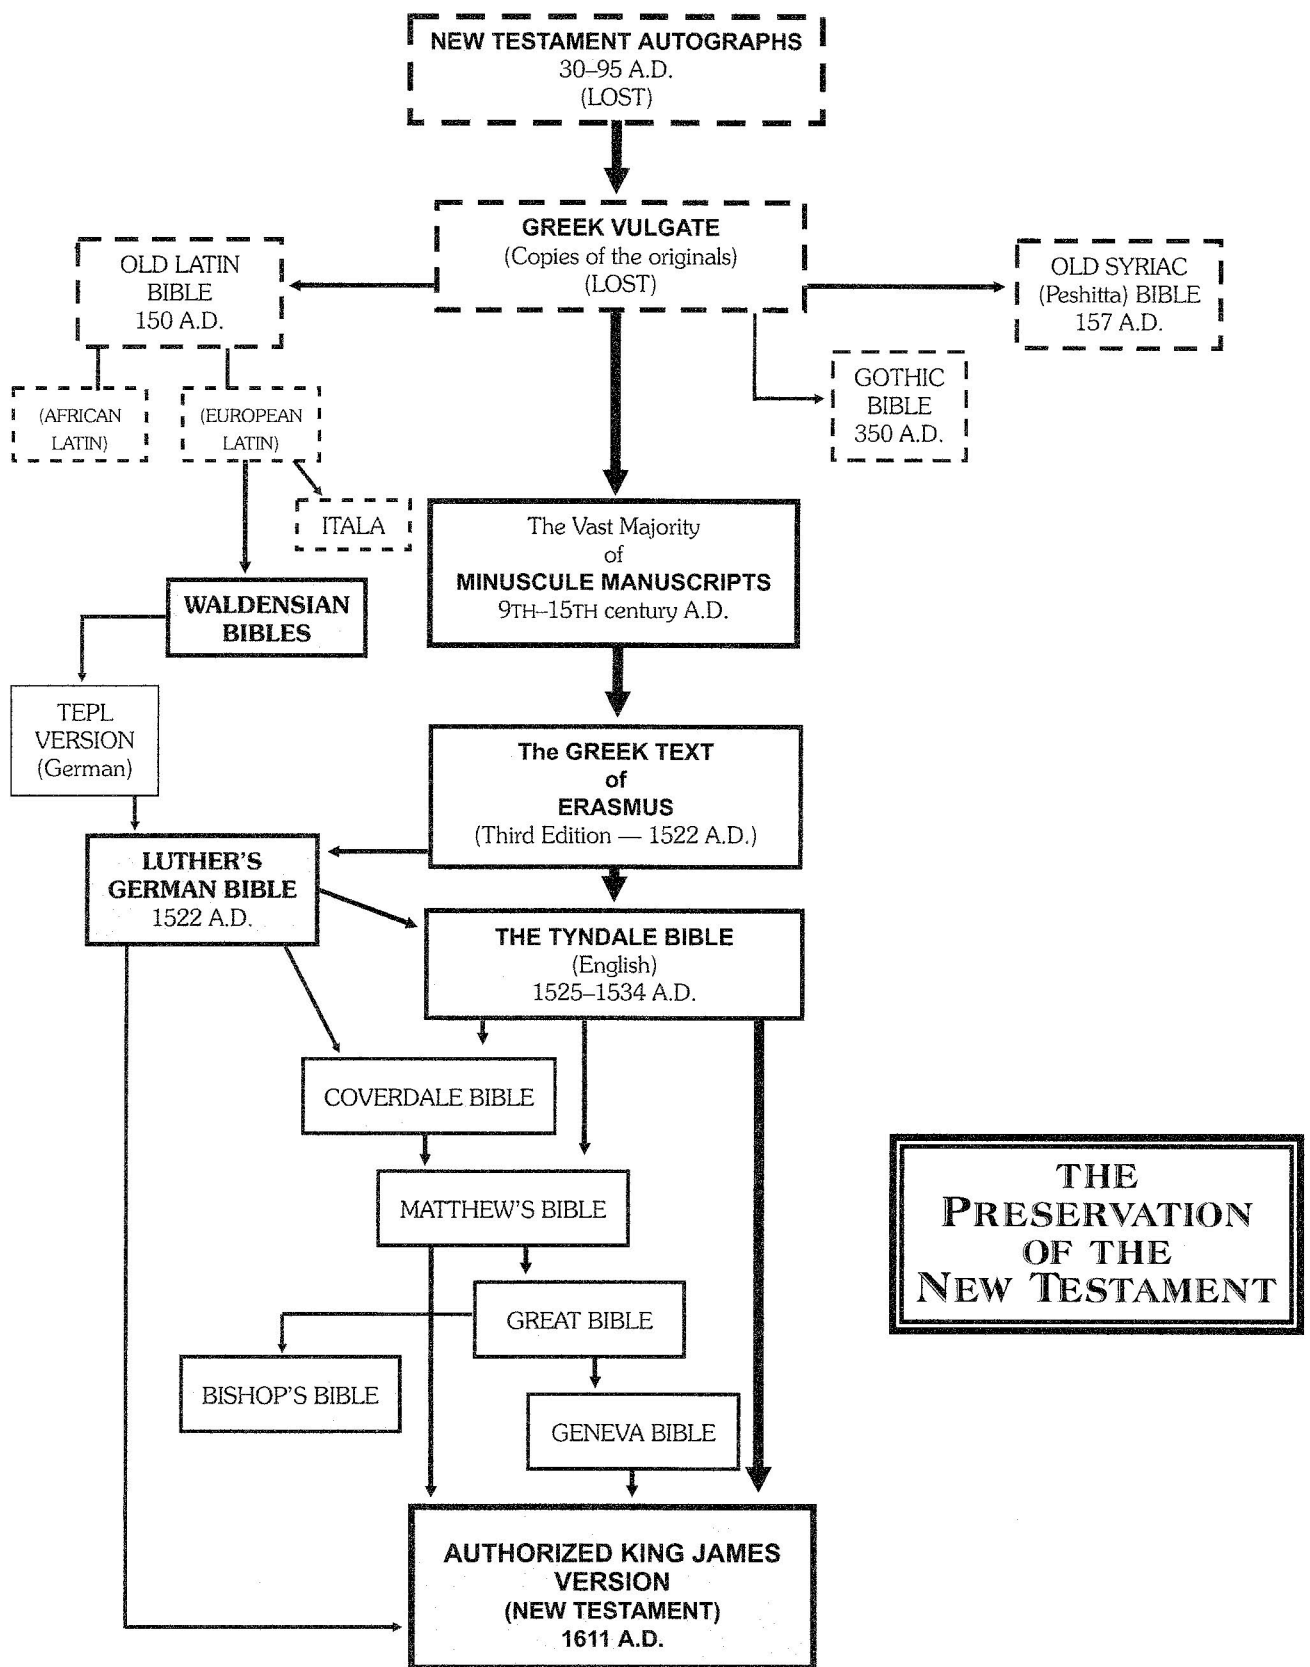 NEW TESTAMENT AUTOGRAPHS
30–95 A.D.
(LOST)
GREEK VULGATE
(Copies of the originals)
(LOST)
OLD LATIN
BIBLE
150 A.D.
OLD SYRIAC
(Peshitta) BIBLE
157 A.D.
GOTHIC
BIBLE
350 A.D.
(AFRICAN
LATIN)
(EUROPEAN
LATIN)
ITALA
The Vast Majority
of
MINUSCULE MANUSCRIPTS
9TH–15TH century A.D.
WALDENSIAN
BIBLES
TEPL
VERSION
(German)
The GREEK TEXT
of
ERASMUS
(Third Edition — 1522 A.D.)
LUTHER'S
GERMAN BIBLE
1522 A.D.
THE TYNDALE BIBLE
(English)
1525–1534 A.D.
COVERDALE BIBLE
MATTHEW'S BIBLE
GREAT BIBLE
BISHOP'S BIBLE
GENEVA BIBLE
THE
PRESERVATION
OF THE
NEW TESTAMENT
AUTHORIZED KING JAMES
VERSION
(NEW TESTAMENT)
1611 A.D.